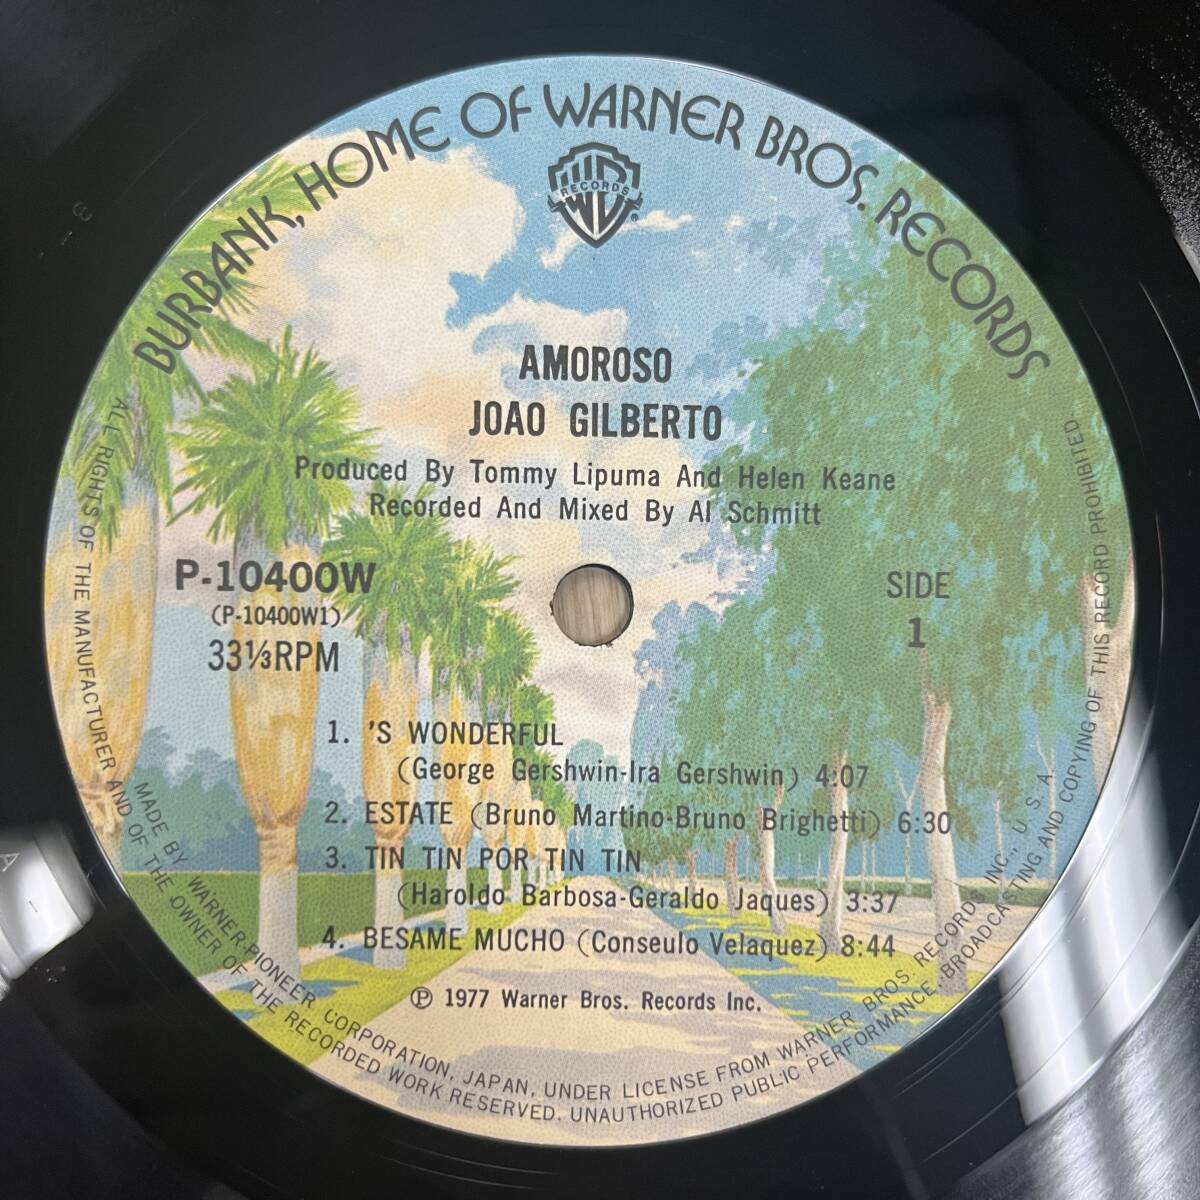 BURBANK, HOME OF WARNER BROS. RECORDS
RECORDS
®
AMOROSO
JOAO GILBERTO
Produced By Tommy Lipuma And Helen Keane
Recorded And Mixed By Al Schmitt
P-10400W
(P-10400W1)
33⅓RPM
SIDE
1
1. 'S WONDERFUL
(George Gershwin-Ira Gershwin) 4:07
2. ESTATE (Bruno Martino-Bruno Brighetti) 6:30
3. TIN TIN POR TIN TIN
(Haroldo Barbosa-Geraldo Jaques) 3:37
4. BESAME MUCHO (Conseulo Velaquez) 8:44
Ⓟ 1977 Warner Bros. Records Inc.
MADE BY WARNER-PIONEER CORPORATION, JAPAN, UNDER LICENSE FROM WARNER BROS. RECORDS INC., U.S.A.
ALL RIGHTS OF THE MANUFACTURER AND OF THE OWNER OF THE RECORDED WORK RESERVED. UNAUTHORIZED PUBLIC PERFORMANCE, BROADCASTING AND COPYING OF THIS RECORD PROHIBITED.